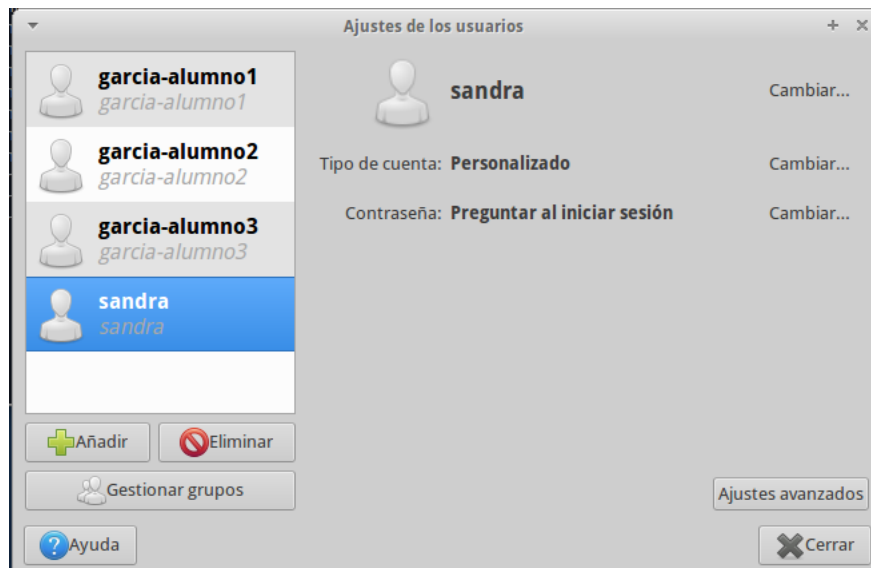 Ajustes de los usuarios
garcia-alumno1
garcia-alumno1
garcia-alumno2
garcia-alumno2
garcia-alumno3
garcia-alumno3
sandra
sandra
Añadir
Eliminar
Gestionar grupos
Ayuda
sandra
Cambiar...
Tipo de cuenta: Personalizado
Cambiar...
Contraseña: Preguntar al iniciar sesión
Cambiar...
Ajustes avanzados
Cerrar